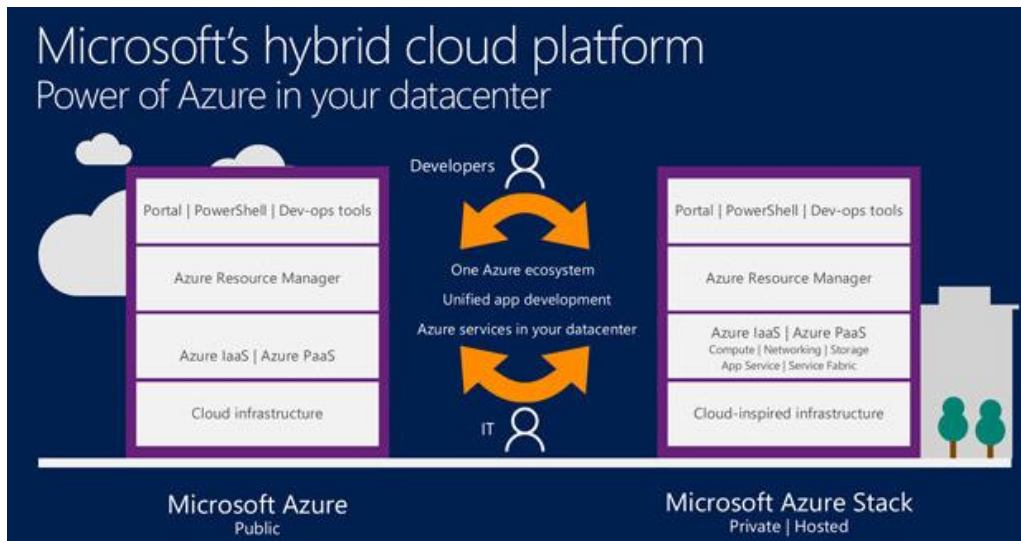 Microsoft's hybrid cloud platform
Power of Azure in your datacenter
Developers
Portal | PowerShell | Dev-ops tools
Azure Resource Manager
Azure IaaS | Azure PaaS
Cloud infrastructure
One Azure ecosystem
Unified app development
Azure services in your datacenter
IT
Portal | PowerShell | Dev-ops tools
Azure Resource Manager
Azure IaaS | Azure PaaS
Compute | Networking | Storage
App Service | Service Fabric
Cloud-inspired infrastructure
Microsoft Azure
Public
Microsoft Azure Stack
Private | Hosted